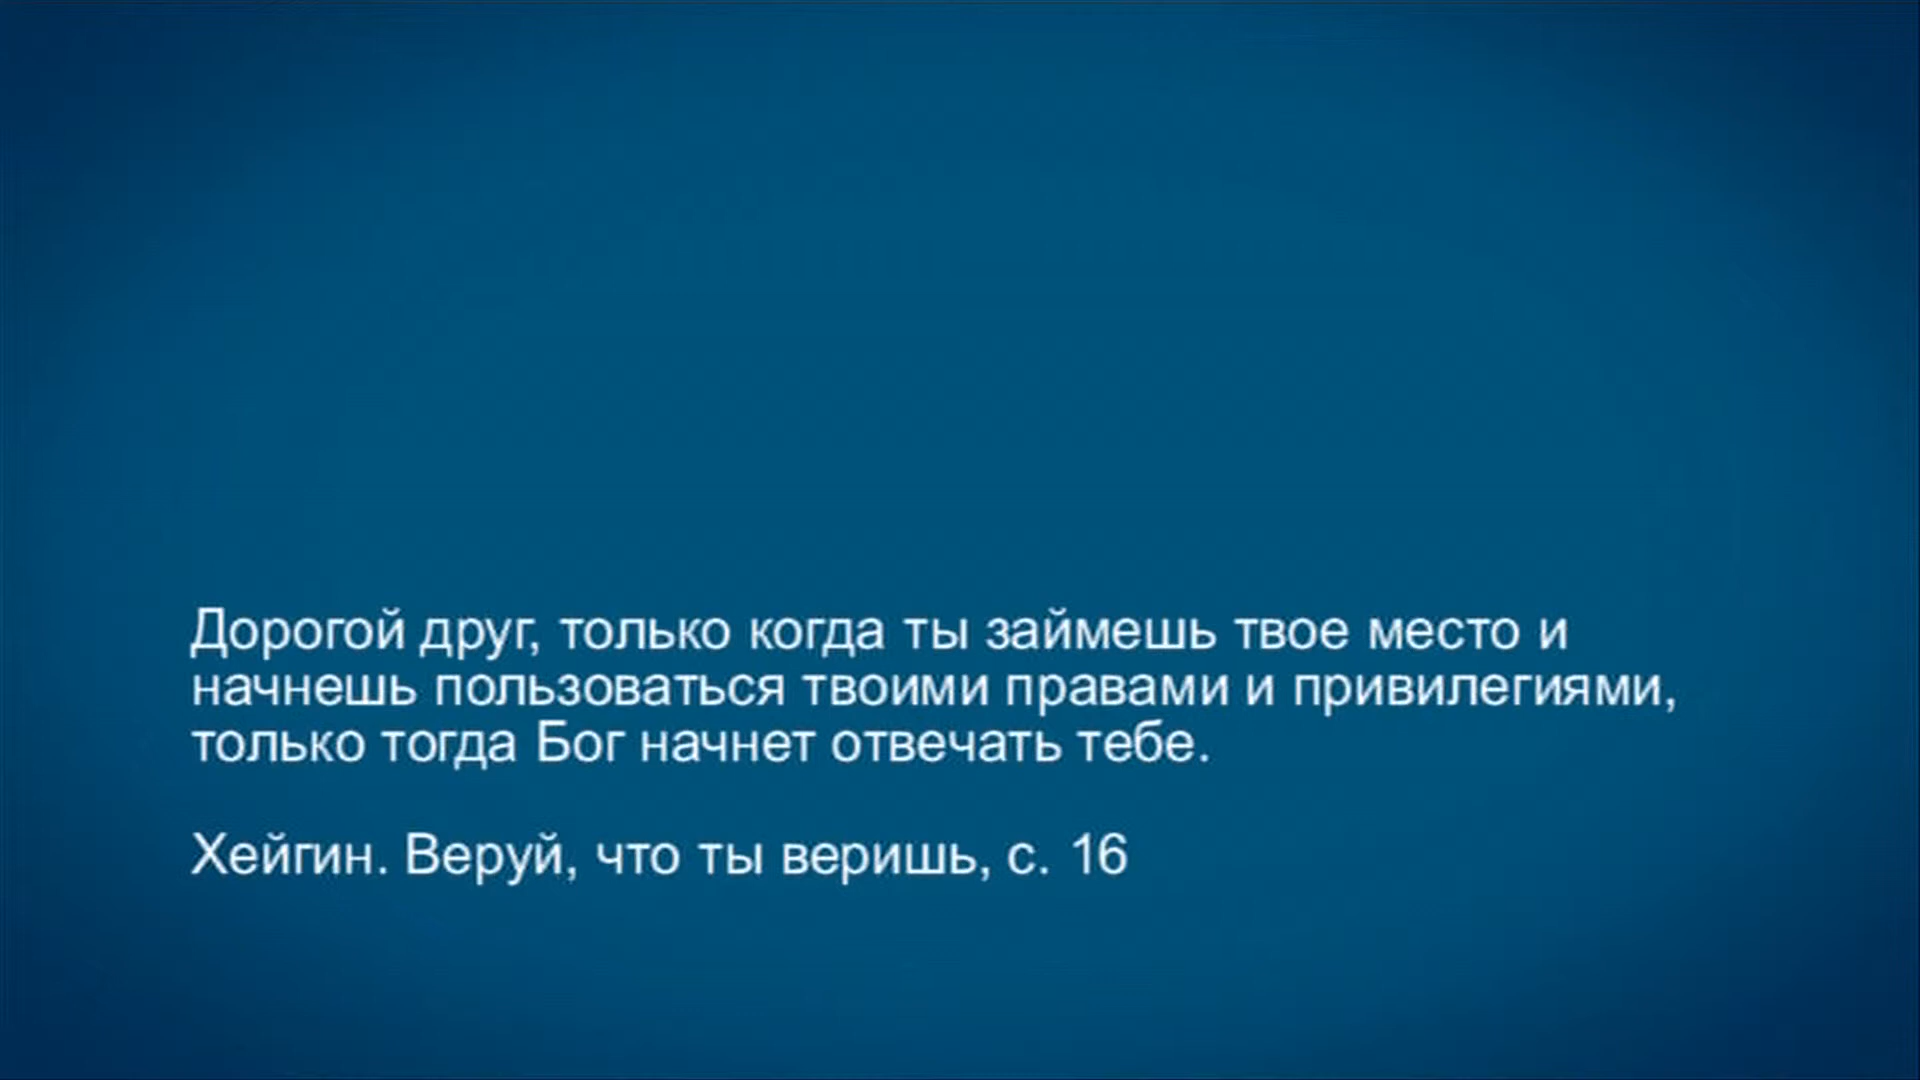 Дорогой друг, только когда ты займешь твое место и
начнешь пользоваться твоими правами и привилегиями,
только тогда Бог начнет отвечать тебе.
Хейгин. Веруй, что ты веришь, с. 16